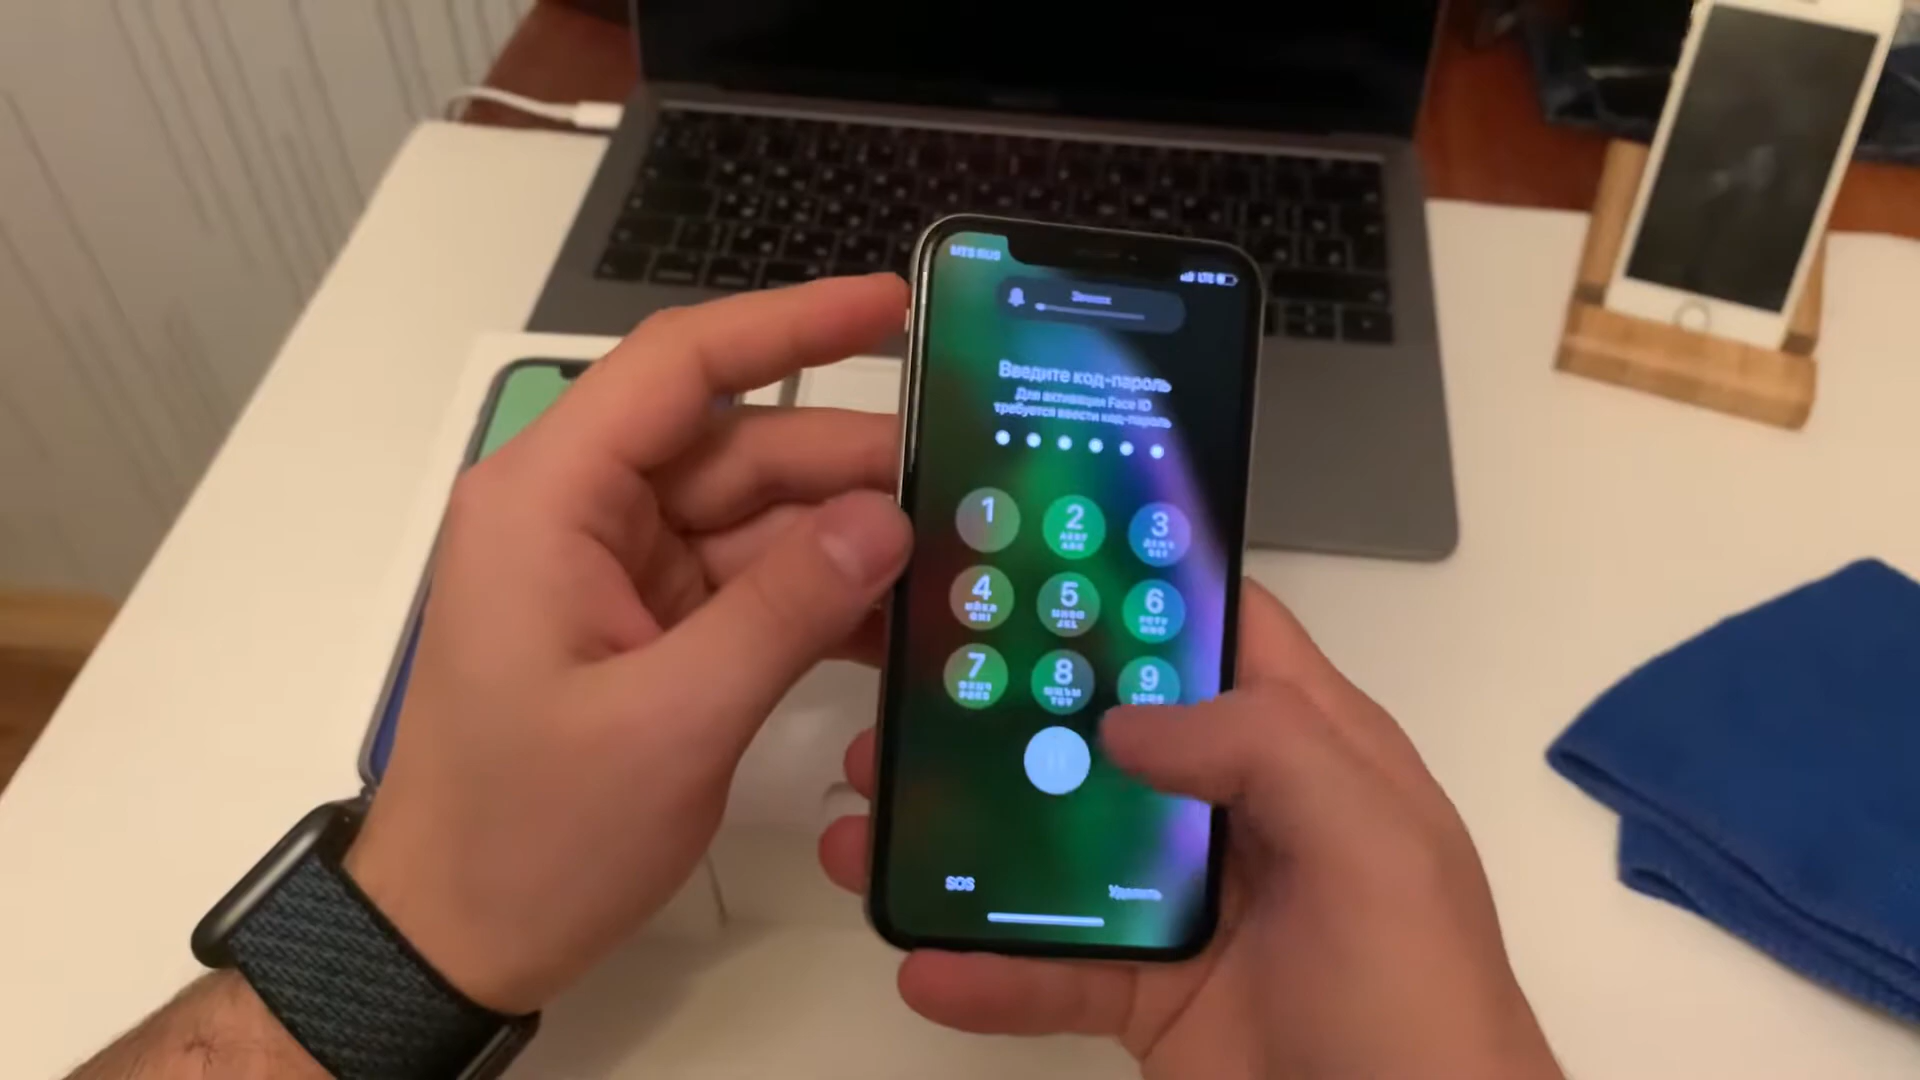 MTS RUS
LTE
Звонок
Введите код-пароль
Для активации Face ID
требуется ввести код-пароль
1 2 3
4 5 6
7 8 9
SOS Удалить